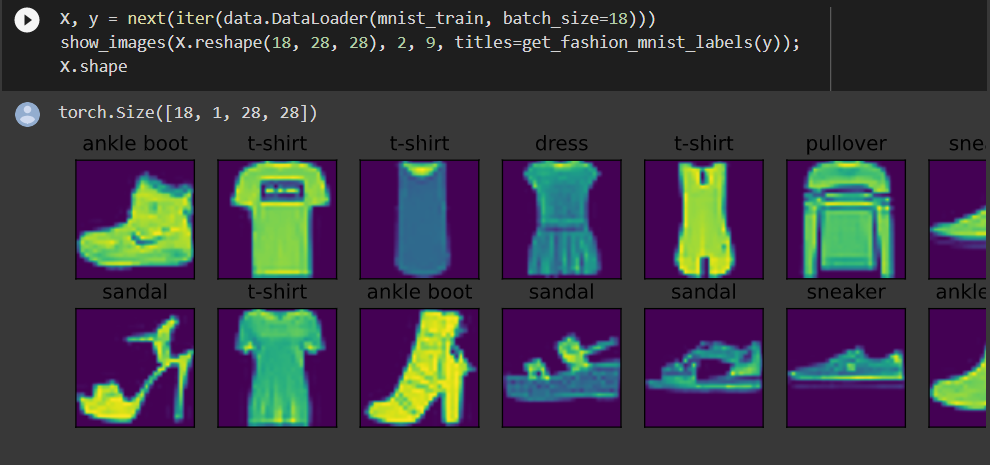 X, y = next(iter(data.DataLoader(mnist_train, batch_size=18)))
show_images(X.reshape(18, 28, 28), 2, 9, titles=get_fashion_mnist_labels(y));
X.shape
torch.Size([18, 1, 28, 28])
ankle boot t-shirt t-shirt dress t-shirt pullover sne
sandal t-shirt ankle boot sandal sandal sneaker ankle